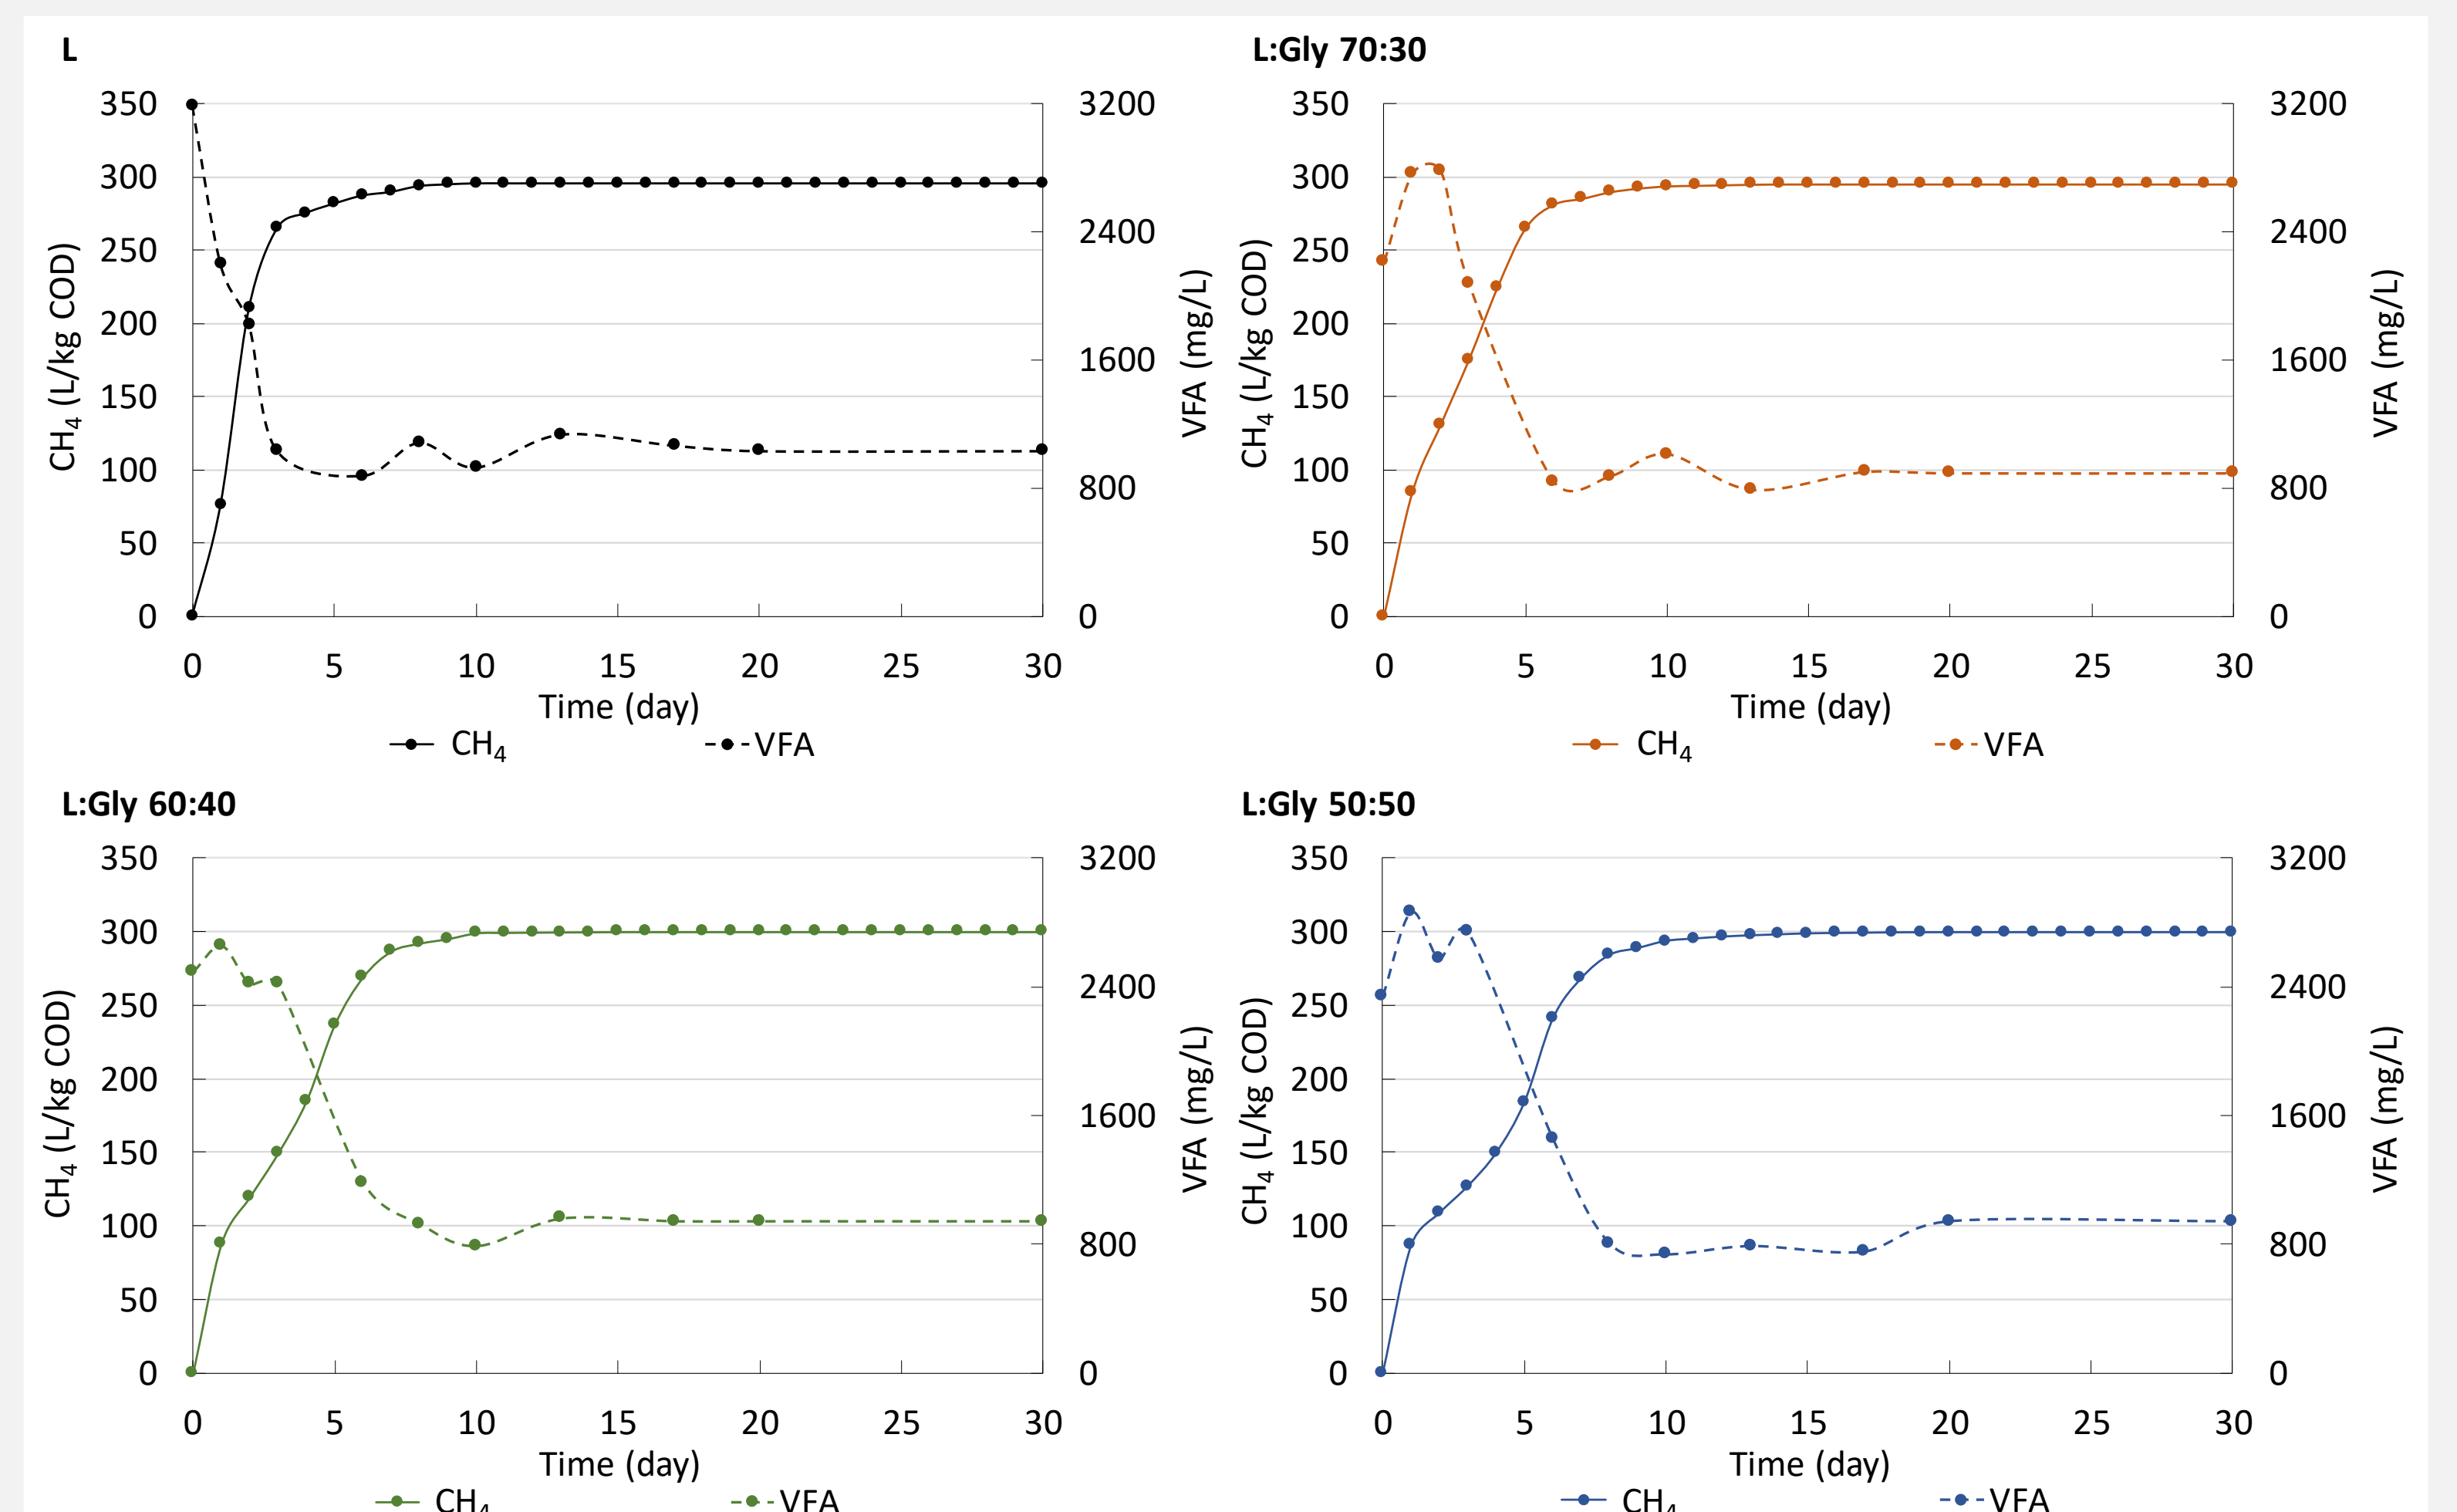 L
350
300
250
200
150
100
50
0
CH₄ (L/kg COD)
3200
2400
1600
800
0
VFA (mg/L)
0 5 10 15 20 25 30
Time (day)
CH₄ VFA
L:Gly 70:30
350
300
250
200
150
100
50
0
CH₄ (L/kg COD)
3200
2400
1600
800
0
VFA (mg/L)
0 5 10 15 20 25 30
Time (day)
CH₄ VFA
L:Gly 60:40
350
300
250
200
150
100
50
0
CH₄ (L/kg COD)
3200
2400
1600
800
0
VFA (mg/L)
0 5 10 15 20 25 30
Time (day)
CH₄ VFA
L:Gly 50:50
350
300
250
200
150
100
50
0
CH₄ (L/kg COD)
3200
2400
1600
800
0
VFA (mg/L)
0 5 10 15 20 25 30
Time (day)
CH₄ VFA